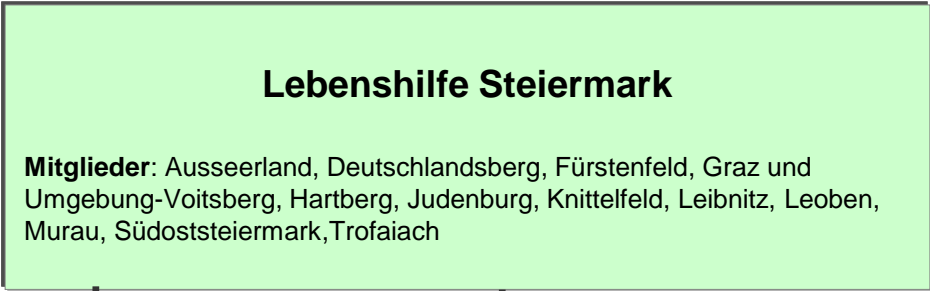 Lebenshilfe Steiermark
Mitglieder: Ausseerland, Deutschlandsberg, Fürstenfeld, Graz und
Umgebung-Voitsberg, Hartberg, Judenburg, Knittelfeld, Leibnitz, Leoben,
Murau, Südoststeiermark,Trofaiach